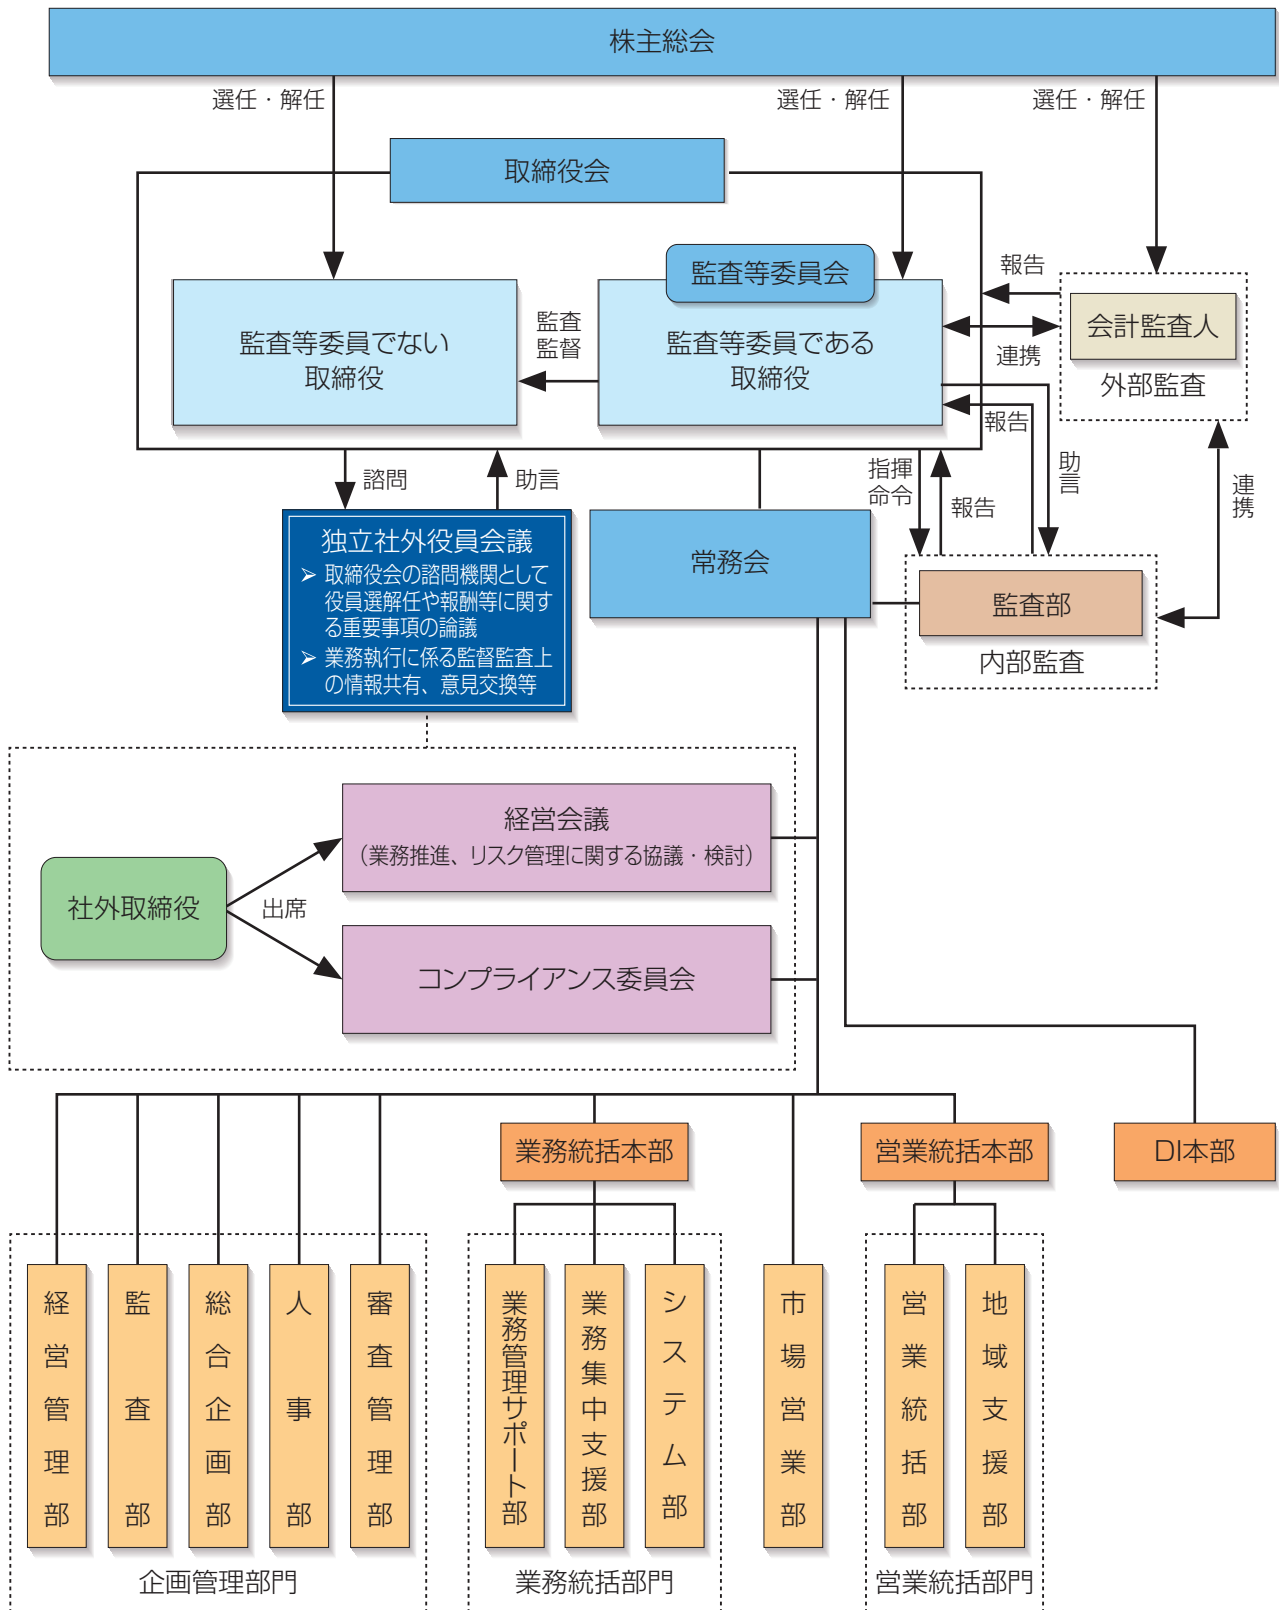 株主総会
選任・解任
選任・解任
選任・解任
取締役会
監査等委員会
監査等委員でない
取締役
監査
監督
監査等委員である
取締役
報告
連携
会計監査人
外部監査
報告
助言
連携
諮問
助言
指揮
命令
報告
独立社外役員会議
➢ 取締役会の諮問機関として
役員選解任や報酬等に関す
る重要事項の論議
➢ 業務執行に係る監督監査上
の情報共有、意見交換等
常務会
監査部
内部監査
経営会議
（業務推進、リスク管理に関する協議・検討）
社外取締役
出席
コンプライアンス委員会
業務統括本部
営業統括本部
DI本部
経営管理部
監査部
総合企画部
人事部
審査管理部
業務管理サポート部
業務集中支援部
システム部
市場営業部
営業統括部
地域支援部
企画管理部門
業務統括部門
営業統括部門